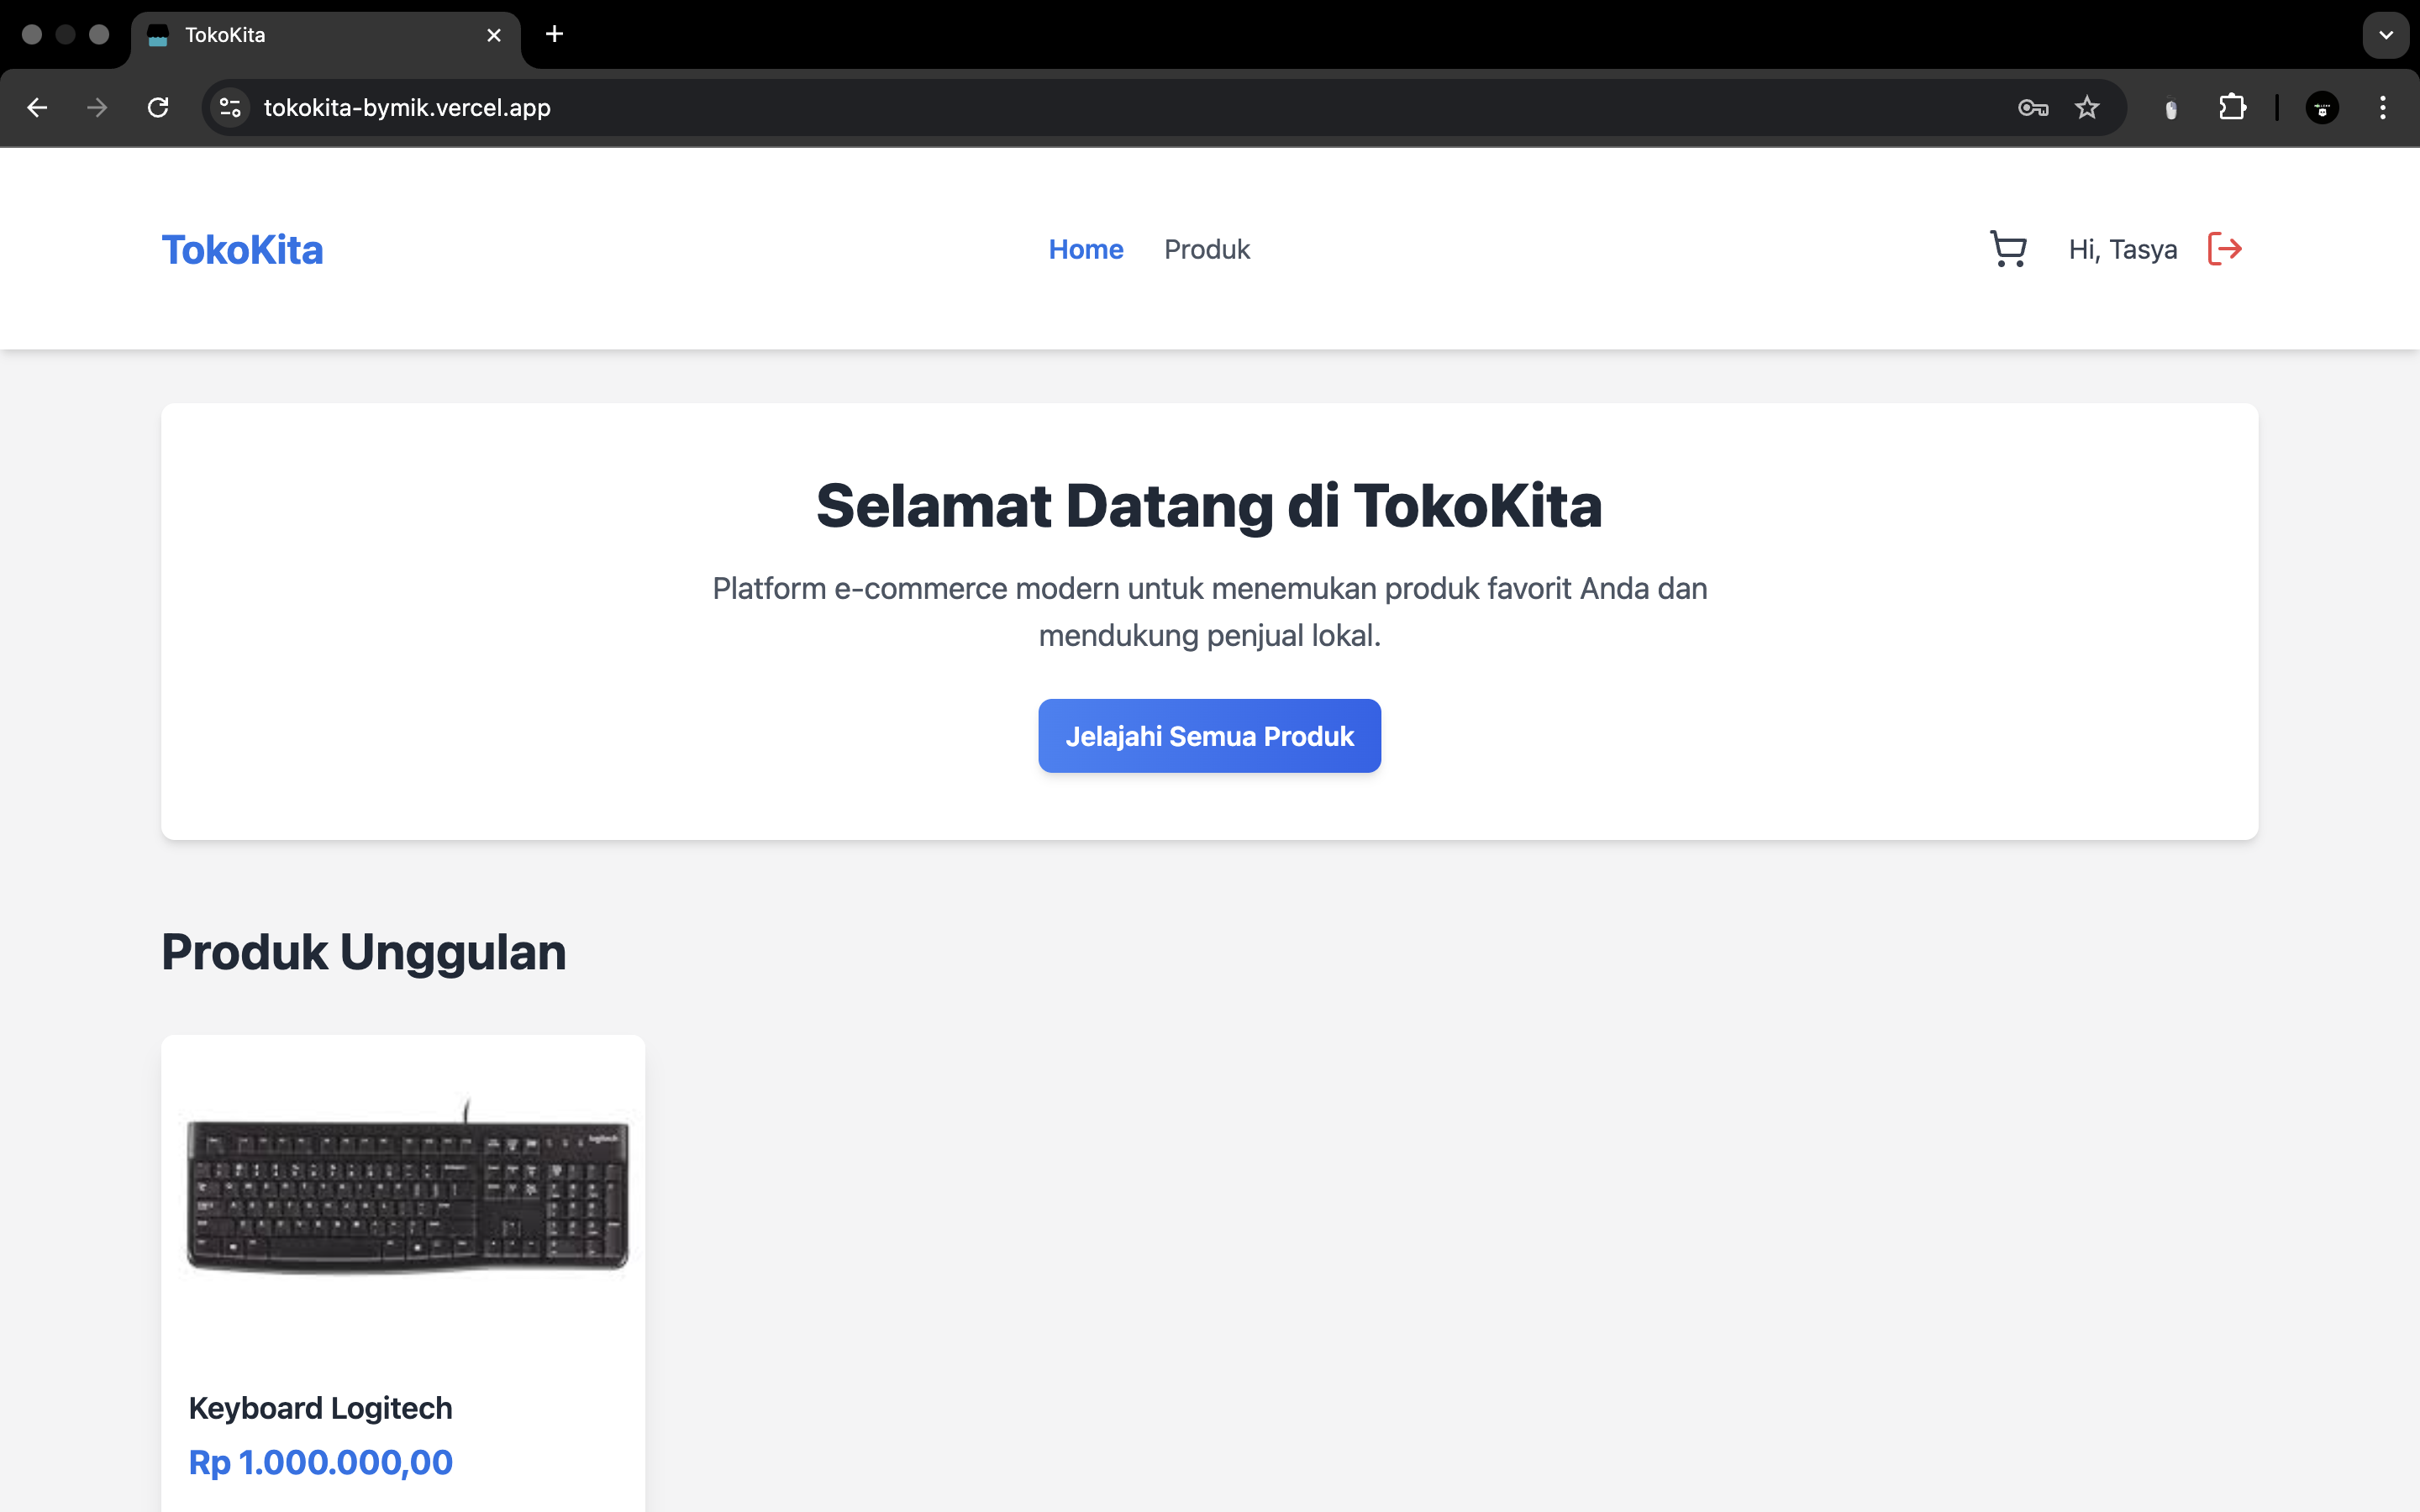 TokoKita
tokokita-bymik.vercel.app
TokoKita
Home
Produk
Hi, Tasya
Selamat Datang di TokoKita
Platform e-commerce modern untuk menemukan produk favorit Anda dan
mendukung penjual lokal.
Jelajahi Semua Produk
Produk Unggulan
logitech
Keyboard Logitech
Rp 1.000.000,00